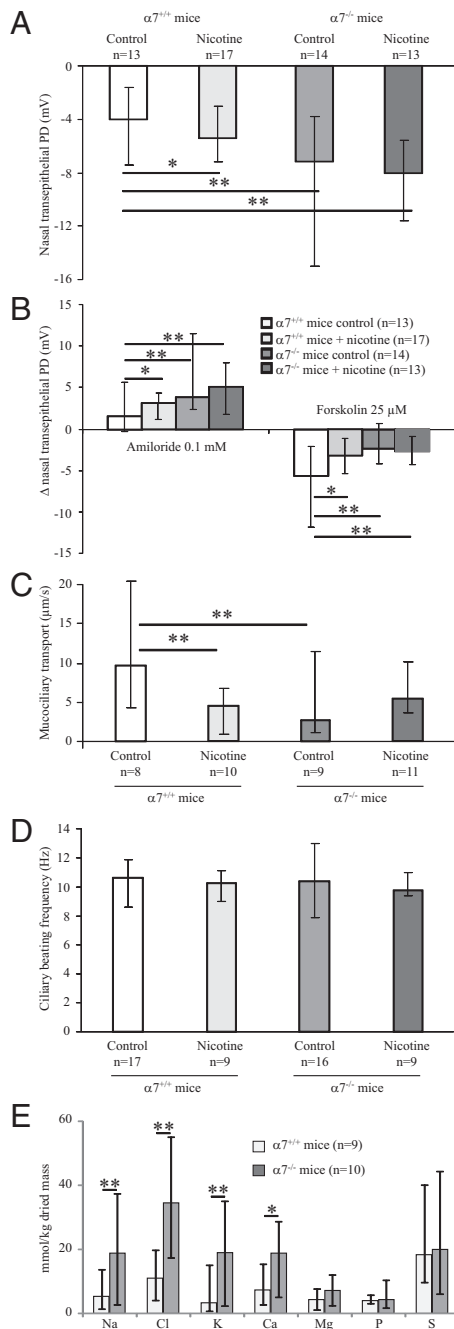 A
α7+/+ mice α7-/- mice
Control Nicotine Control Nicotine
n=13 n=17 n=14 n=13
Nasal transepithelial PD (mV)
0
-4
-8
-12
-16
*
**
**
B
Δ nasal transepithelial PD (mV)
15
10
5
0
-5
-10
-15
α7+/+ mice control (n=13)
α7+/+ mice + nicotine (n=17)
α7-/- mice control (n=14)
α7-/- mice + nicotine (n=13)
**
**
*
Amiloride 0.1 mM
Forskolin 25 µM
*
**
**
C
Mucociliary transport (µm/s)
20
15
10
5
0
**
**
Control Nicotine Control Nicotine
n=8 n=10 n=9 n=11
α7+/+ mice α7-/- mice
D
Ciliary beating frequency (Hz)
14
12
10
8
6
4
2
0
Control Nicotine Control Nicotine
n=17 n=9 n=16 n=9
α7+/+ mice α7-/- mice
E
mmol/kg dried mass
60
40
20
0
α7+/+ mice (n=9)
α7-/- mice (n=10)
** ** ** *
Na Cl K Ca Mg P S